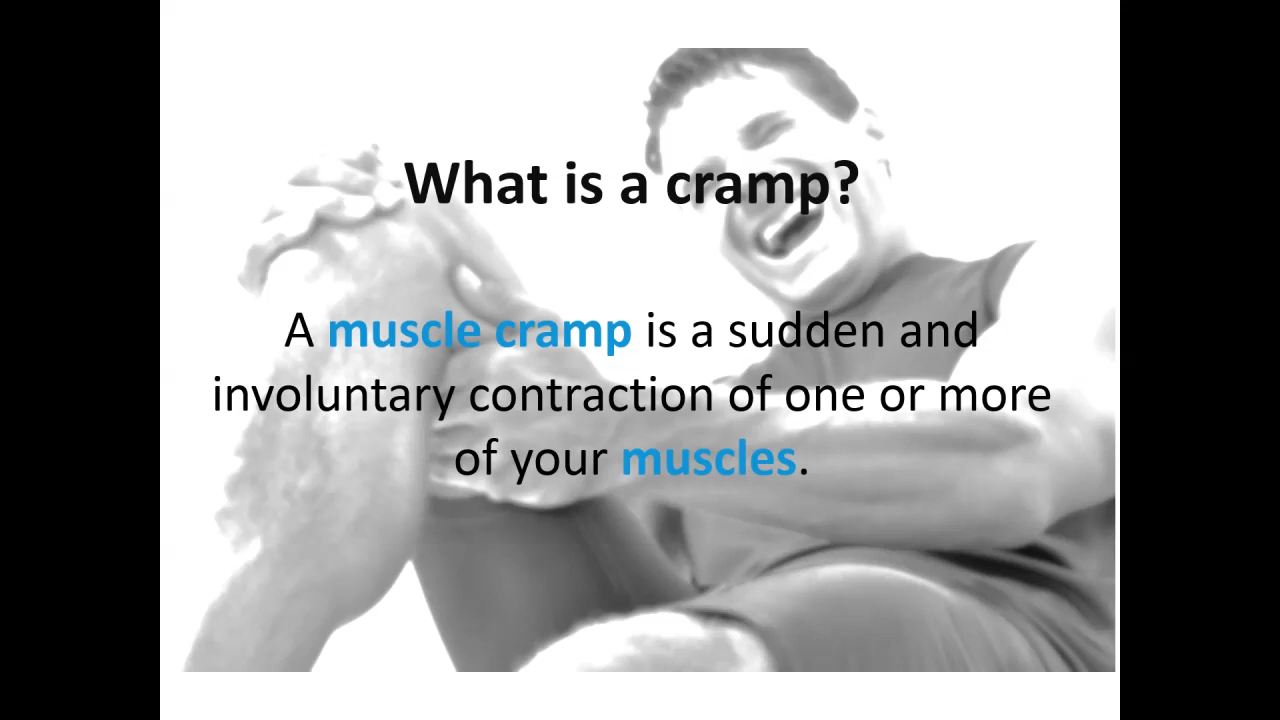 What is a cramp?
A muscle cramp is a sudden and
involuntary contraction of one or more
of your muscles.